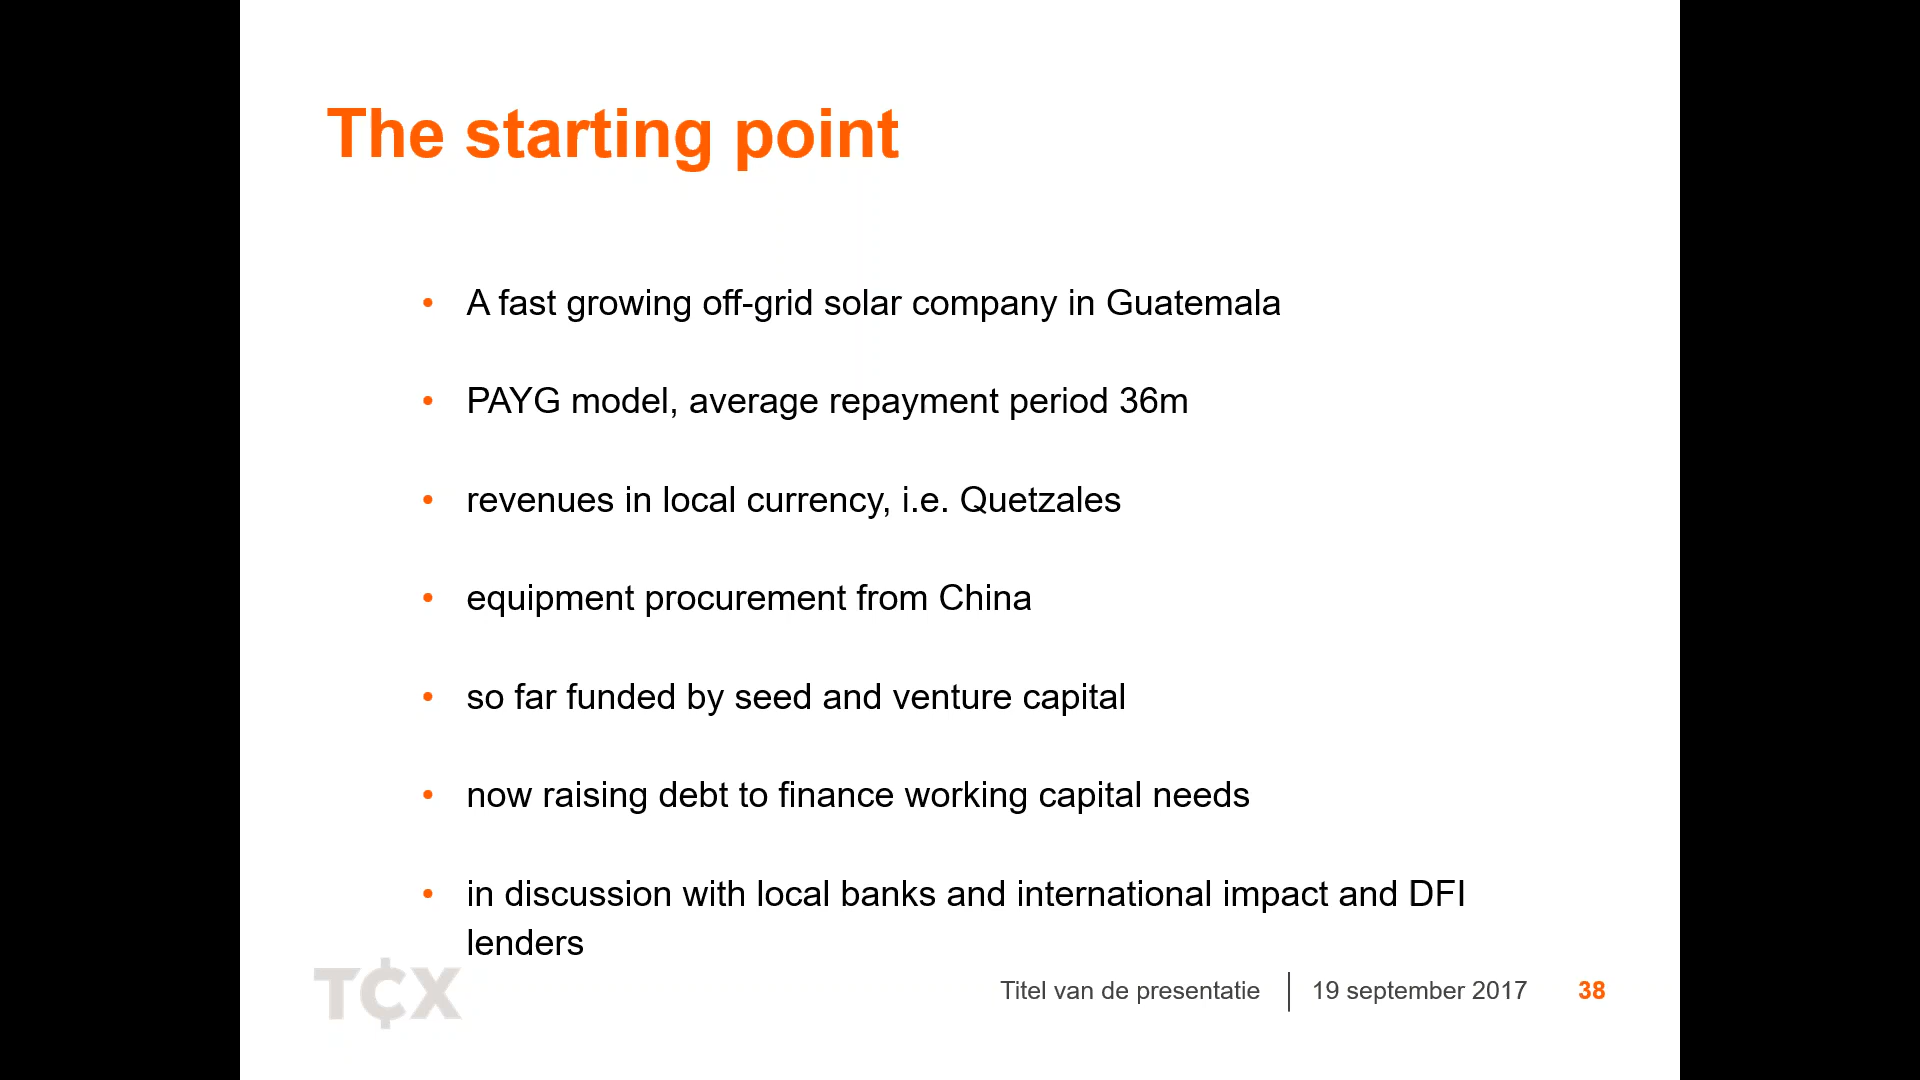 The starting point
• A fast growing off-grid solar company in Guatemala
• PAYG model, average repayment period 36m
• revenues in local currency, i.e. Quetzales
• equipment procurement from China
• so far funded by seed and venture capital
• now raising debt to finance working capital needs
• in discussion with local banks and international impact and DFI
lenders
TCX
Titel van de presentatie | 19 september 2017 38